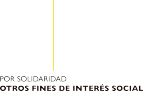 POR SOLIDARIDAD
OTROS FINES DE INTERÉS SOCIAL